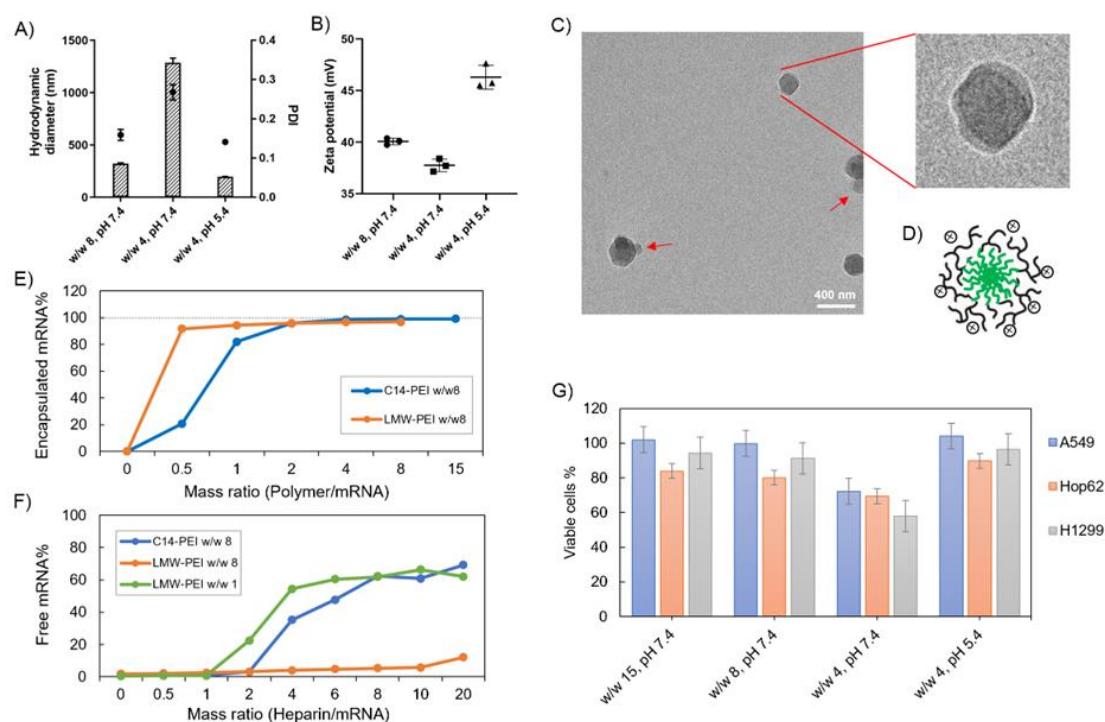 A)
Hydrodynamic
diameter (nm)
1500
1000
500
0
0.4
0.3
0.2
0.1
0.0
PDI
w/w 8, pH 7.4
w/w 4, pH 7.4
w/w 4, pH 5.4
B)
Zeta potential (mV)
50
45
40
35
w/w 8, pH 7.4
w/w 4, pH 7.4
w/w 4, pH 5.4
C)
400 nm
D)
E)
Encapsulated mRNA%
120
100
80
60
40
20
0
C14-PEI w/w8
LMW-PEI w/w8
0 0.5 1 2 4 8 15
Mass ratio (Polymer/mRNA)
F)
Free mRNA%
100
80
60
40
20
0
C14-PEI w/w 8
LMW-PEI w/w 8
LMW-PEI w/w 1
0 0.5 1 2 4 6 8 10 20
Mass ratio (Heparin/mRNA)
G)
Viable cells %
120
100
80
60
40
20
0
A549
Hop62
H1299
w/w 15, pH 7.4
w/w 8, pH 7.4
w/w 4, pH 7.4
w/w 4, pH 5.4